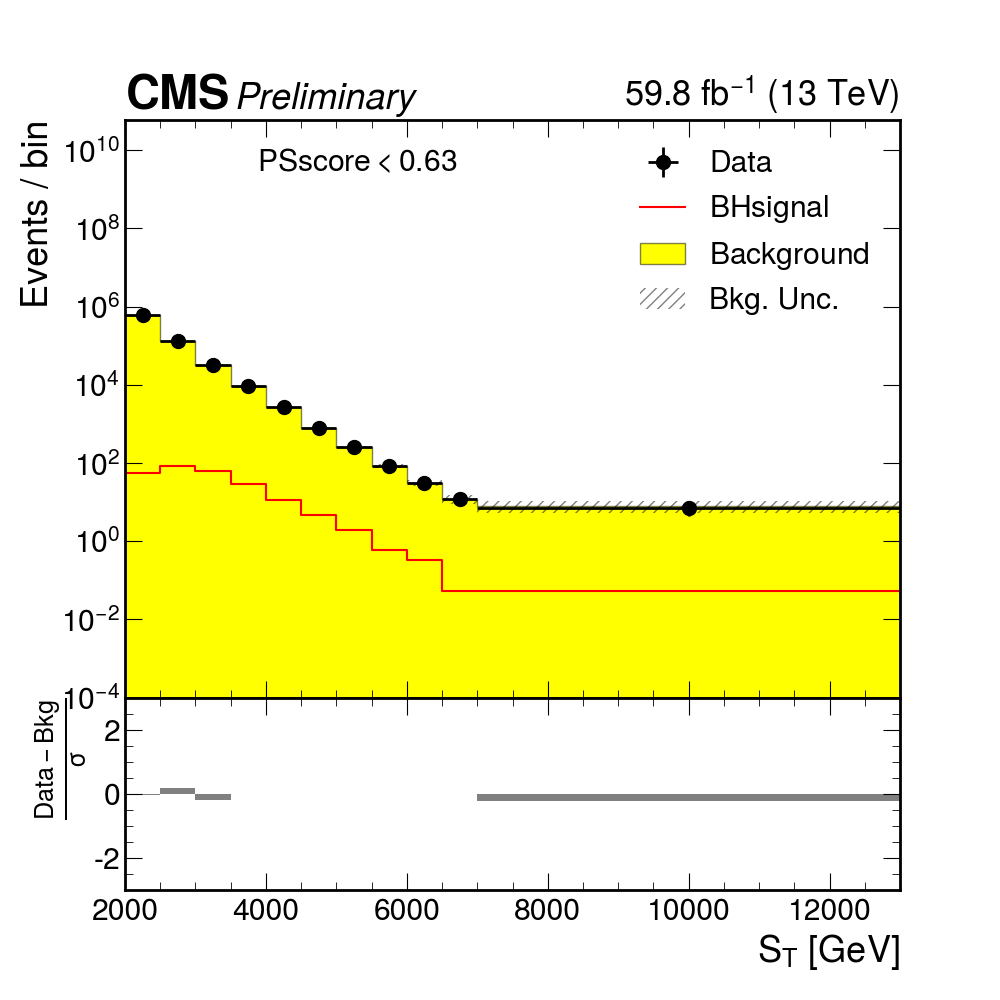 CMS Preliminary
59.8 fb⁻¹ (13 TeV)
Events / bin
PSscore < 0.63
Data
BHsignal
Background
Bkg. Unc.
10¹⁰
10⁸
10⁶
10⁴
10²
10⁰
10⁻²
10⁻⁴
Data – Bkg
σ
2
0
-2
2000 4000 6000 8000 10000 12000
S_T [GeV]